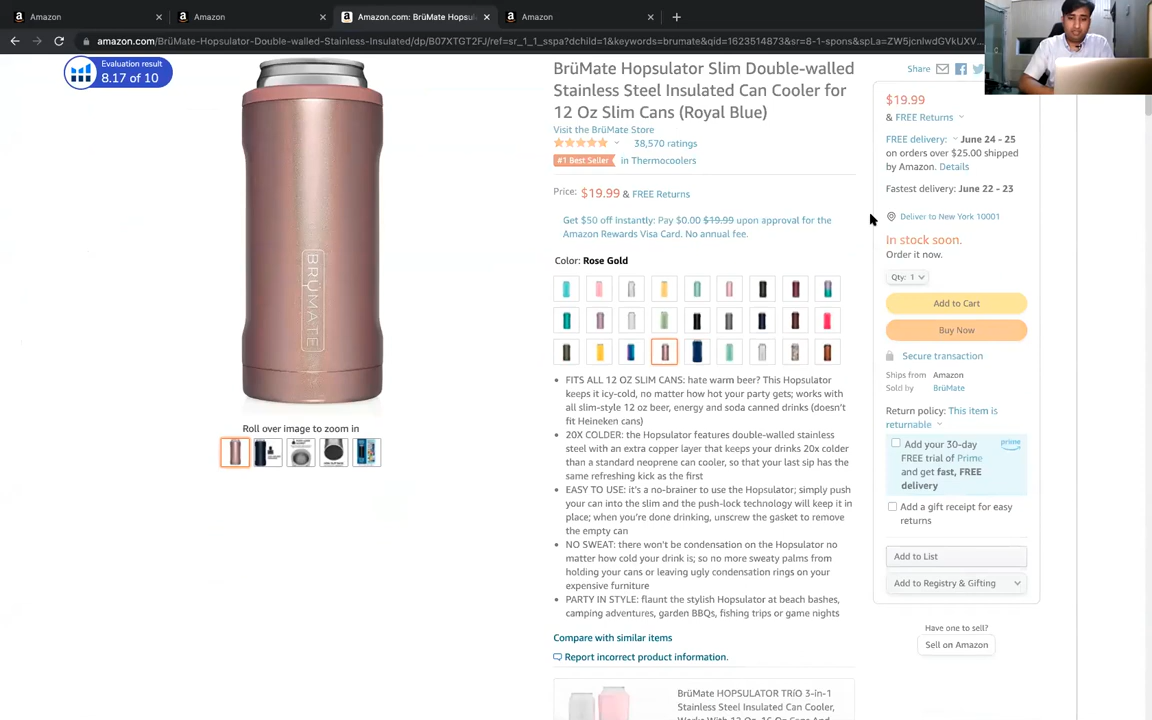 Amazon
Amazon
Amazon.com: BrüMate Hopsul
Amazon
amazon.com/BrüMate-Hopsulator-Double-walled-Stainless-Insulated/dp/B07XTGT2FJ/ref=sr_1_1_sspa?dchild=1&keywords=brumate&qid=1623514873&sr=8-1-spons&spLa=ZW5jcnlwdGVkUXV...
Evaluation result
8.17 of 10
BRÜMATE
Roll over image to zoom in
BrüMate Hopsulator Slim Double-walled
Stainless Steel Insulated Can Cooler for
12 Oz Slim Cans (Royal Blue)
Visit the BrüMate Store
38,570 ratings
#1 Best Seller in Thermocoolers
Price: $19.99 & FREE Returns
Get $50 off instantly: Pay $0.00 $19.99 upon approval for the
Amazon Rewards Visa Card. No annual fee.
Color: Rose Gold
• FITS ALL 12 OZ SLIM CANS: hate warm beer? This Hopsulator
keeps it icy-cold, no matter how hot your party gets; works with
all slim-style 12 oz beer, energy and soda canned drinks (doesn't
fit Heineken cans)
• 20X COLDER: the Hopsulator features double-walled stainless
steel with an extra copper layer that keeps your drinks 20x colder
than a standard neoprene can cooler, so that your last sip has the
same refreshing kick as the first
• EASY TO USE: it's a no-brainer to use the Hopsulator; simply push
your can into the slim and the push-lock technology will keep it in
place; when you're done drinking, unscrew the gasket to remove
the empty can
• NO SWEAT: there won't be condensation on the Hopsulator no
matter how cold your drink is; so no more sweaty palms from
holding your cans or leaving ugly condensation rings on your
expensive furniture
• PARTY IN STYLE: flaunt the stylish Hopsulator at beach bashes,
camping adventures, garden BBQs, fishing trips or game nights
Compare with similar items
Report incorrect product information.
BrüMate HOPSULATOR TRiO 3-in-1
Stainless Steel Insulated Can Cooler,
Works With 12 Oz, 16 Oz Cans And
Share
$19.99
& FREE Returns
FREE delivery: June 24 - 25
on orders over $25.00 shipped
by Amazon. Details
Fastest delivery: June 22 - 23
Deliver to New York 10001
In stock soon.
Order it now.
Qty: 1
Add to Cart
Buy Now
Secure transaction
Ships from Amazon
Sold by BrüMate
Return policy: This item is
returnable
Add your 30-day
FREE trial of Prime
and get fast, FREE
delivery
prime
Add a gift receipt for easy
returns
Add to List
Add to Registry & Gifting
Have one to sell?
Sell on Amazon